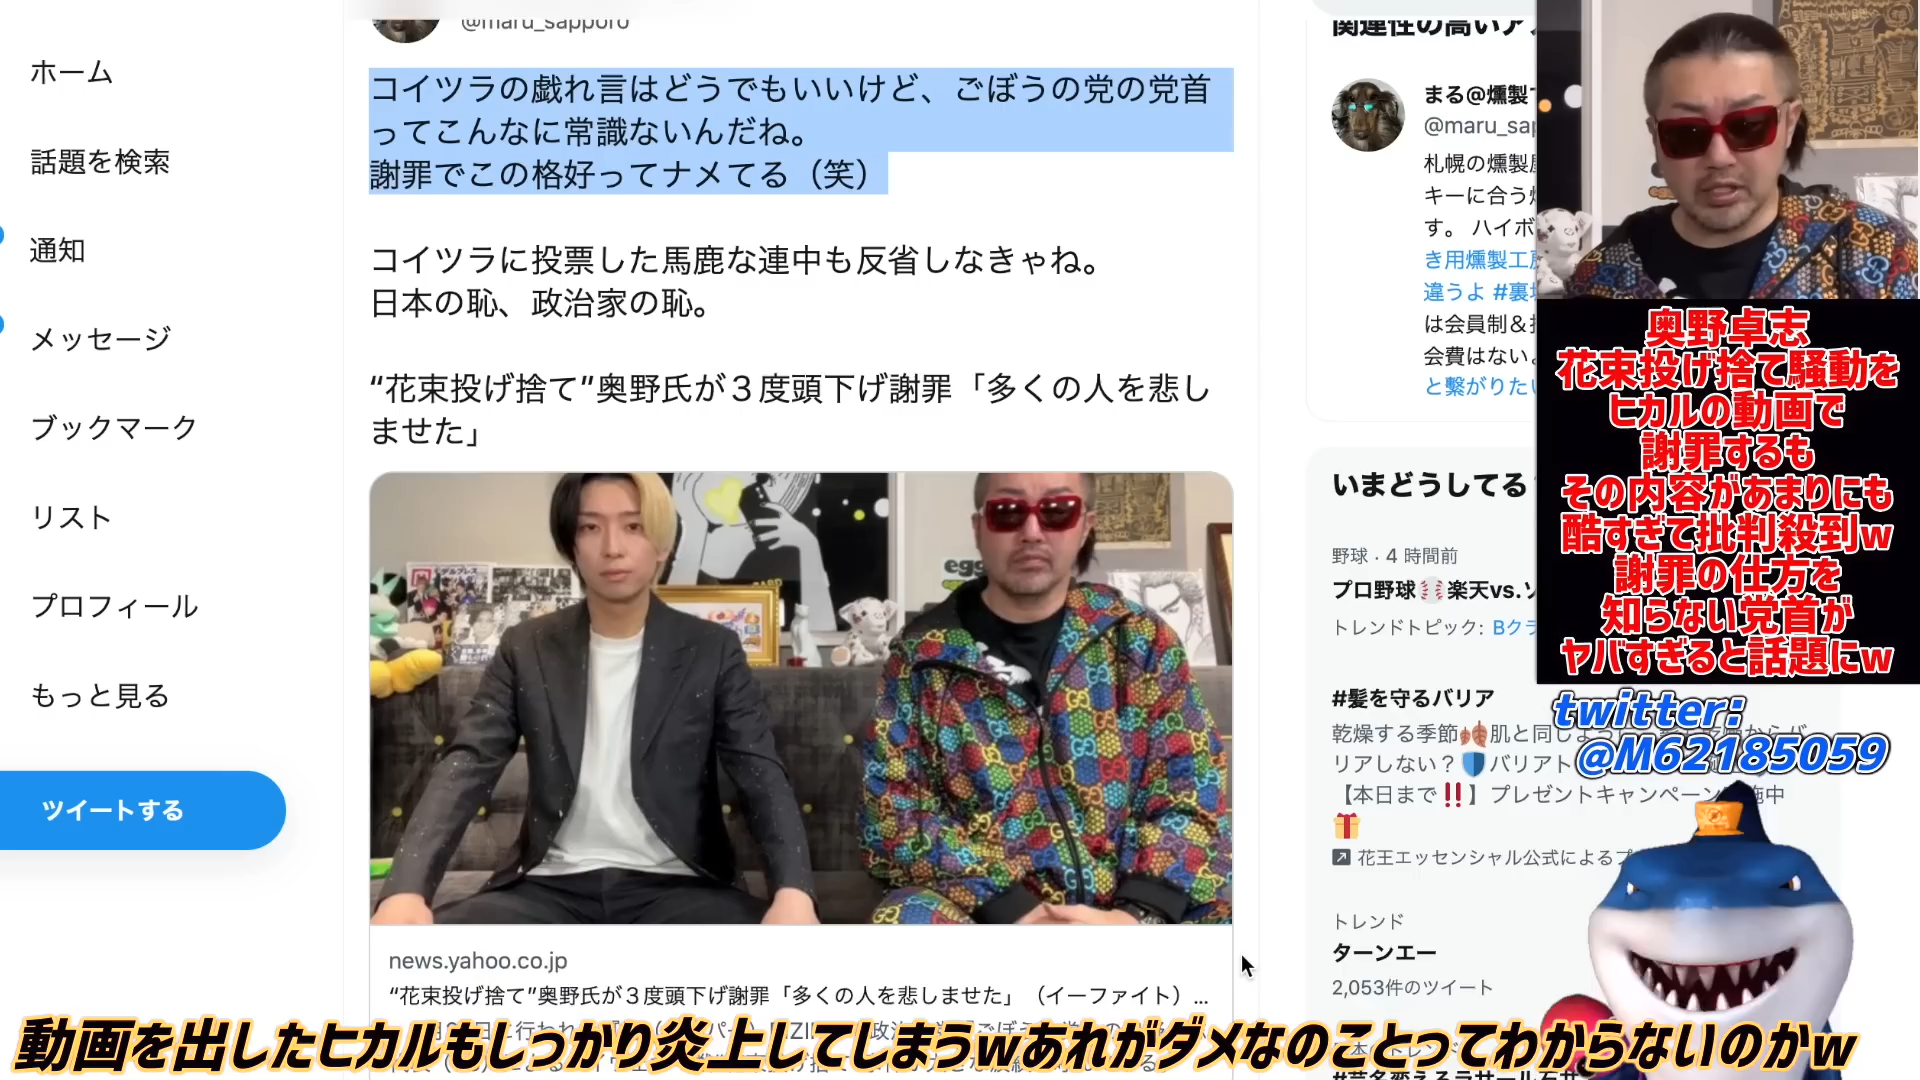 ホーム
話題を検索
通知
メッセージ
ブックマーク
リスト
プロフィール
もっと見る
ツイートする
@maru_sapporo
コイツラの戯れ言はどうでもいいけど、ごぼうの党の党首
ってこんなに常識ないんだね。
謝罪でこの格好ってナメてる（笑）
コイツラに投票した馬鹿な連中も反省しなきゃね。
日本の恥、政治家の恥。
“花束投げ捨て”奥野氏が３度頭下げ謝罪「多くの人を悲し
ませた」
news.yahoo.co.jp
“花束投げ捨て”奥野氏が３度頭下げ謝罪「多くの人を悲しませた」（イーファイト）...
関連性の高いア
まる@燻製
@maru_sap
札幌の燻製
キーに合う
す。 ハイボ
き用燻製工
違うよ #裏
は会員制＆
会費はない
と繋がりたい
いまどうしてる
野球 · 4 時間前
プロ野球⚾楽天vs.ソ
トレンドトピック: Bクラ
#髪を守るバリア
乾燥する季節🍂肌と同じよう
リアしない？🛡バリアト
【本日まで‼】プレゼントキャンペーン
🎁
花王エッセンシャル公式によるプ
トレンド
ターンエー
2,053件のツイート
奥野卓志
花束投げ捨て騒動を
ヒカルの動画で
謝罪するも
その内容があまりにも
酷すぎて批判殺到w
謝罪の仕方を
知らない党首が
ヤバすぎると話題にw
twitter:
@M62185059
動画を出したヒカルもしっかり炎上してしまうwあれがダメなのことってわからないのかw